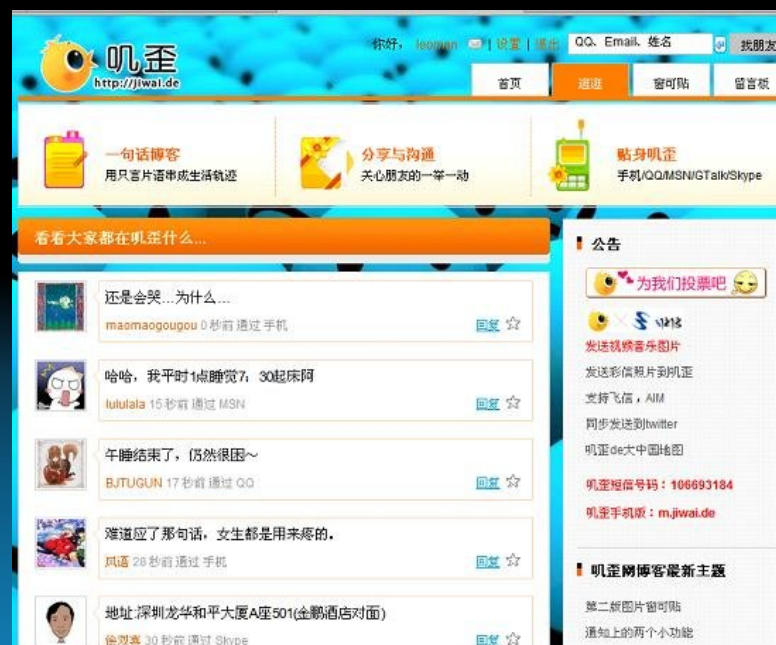 叽歪
http://jiwai.de
你好， leoman | 设置 | 退出
QQ、Email、姓名
找朋友
首页
逛逛
窗可贴
留言板
一句话博客
用只言片语串成生活轨迹
分享与沟通
关心朋友的一举一动
贴身叽歪
手机/QQ/MSN/GTalk/Skype
看看大家都在叽歪什么...
还是会哭...为什么...
maomaogougou 0 秒前 通过 手机
回复
哈哈，我平时1点睡觉7：30起床阿
lululala 15 秒前 通过 MSN
回复
午睡结束了，仍然很困～
BJTUGUN 17 秒前 通过 QQ
回复
难道应了那句话，女生都是用来疼的.
风语 28 秒前 通过 手机
回复
地址:深圳龙华和平大厦A座501(金鹏酒店对面)
30 秒前 通过 Skype
回复
公告
为我们投票吧
发送视频音乐图片
发送彩信照片到叽歪
支持飞信，AIM
同步发送到twitter
叽歪de大中国地图
叽歪短信号码：106693184
叽歪手机版：m.jiwai.de
叽歪网博客最新主题
第二版图片窗可贴
通知上的两个小功能